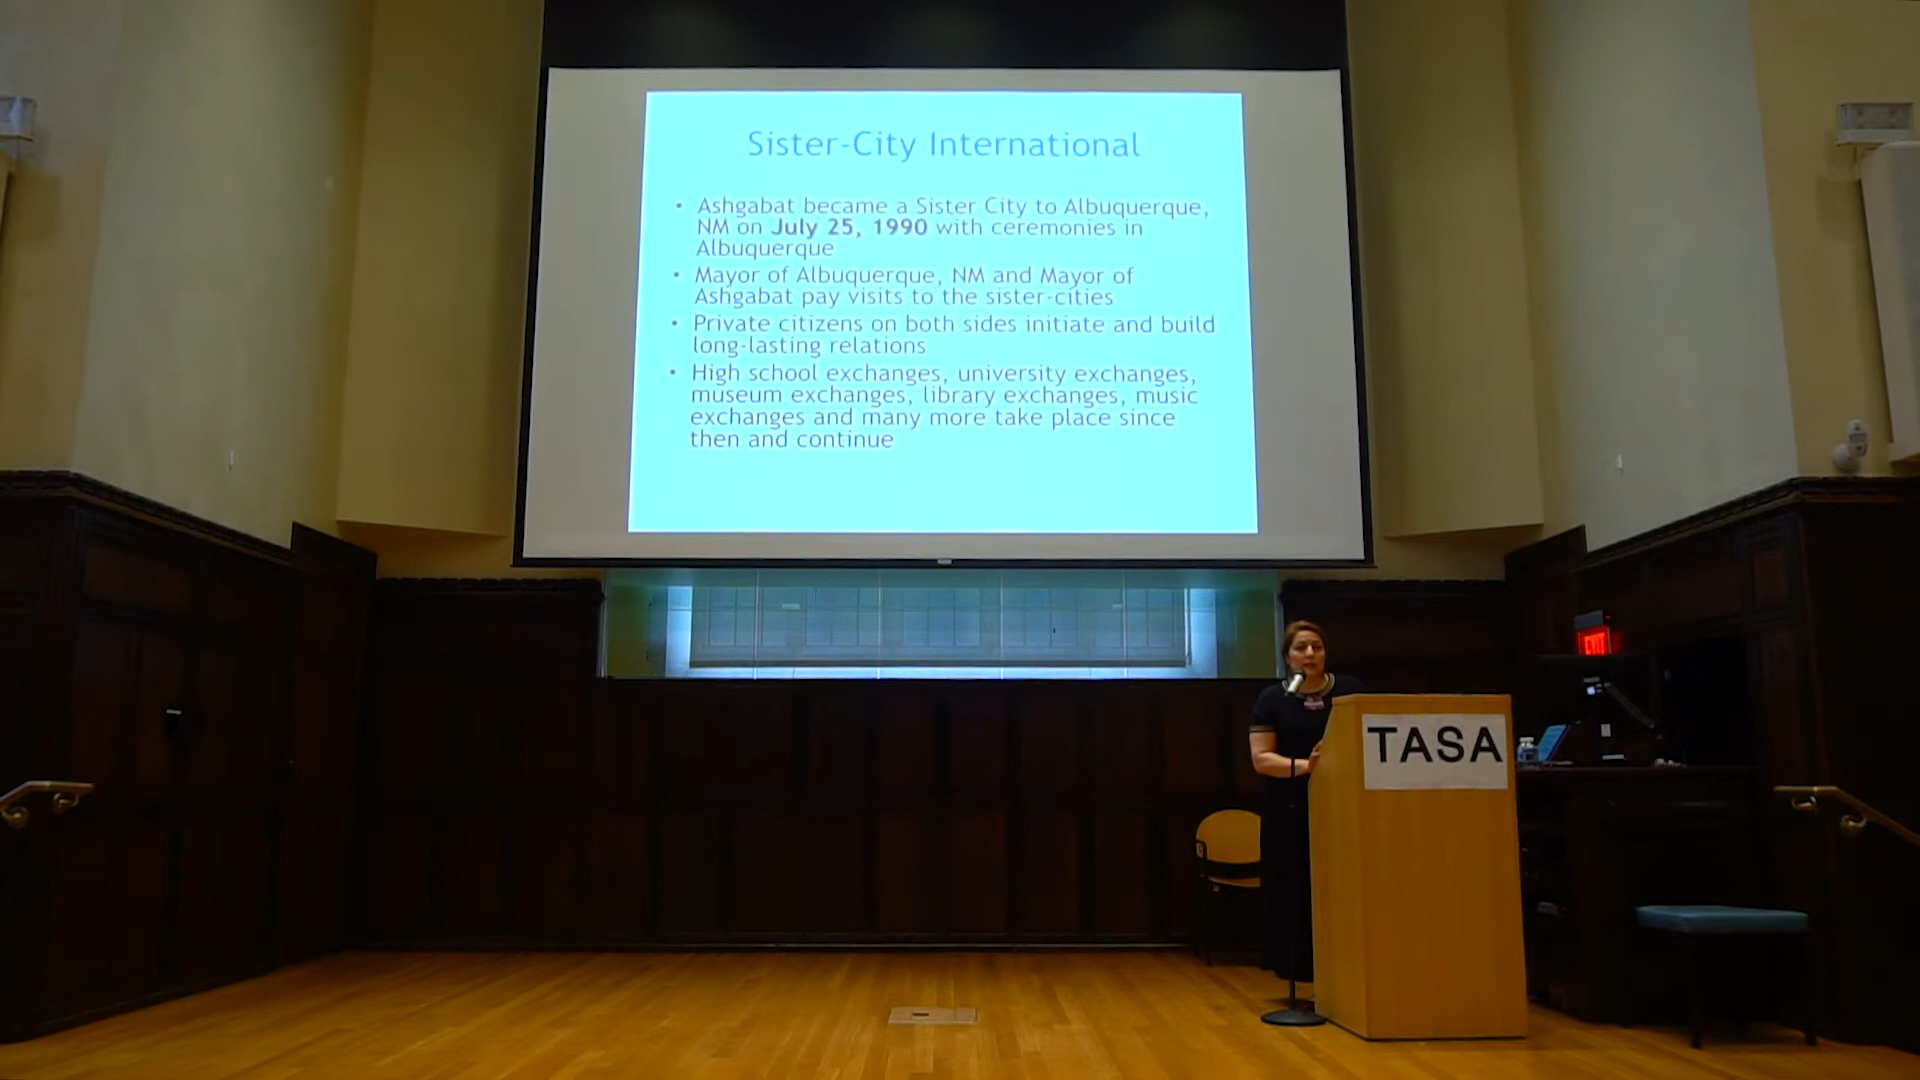 Sister-City International
• Ashgabat became a Sister City to Albuquerque,
NM on July 25, 1990 with ceremonies in
Albuquerque
• Mayor of Albuquerque, NM and Mayor of
Ashgabat pay visits to the sister-cities
• Private citizens on both sides initiate and build
long-lasting relations
• High school exchanges, university exchanges,
museum exchanges, library exchanges, music
exchanges and many more take place since
then and continue
EXIT
TASA